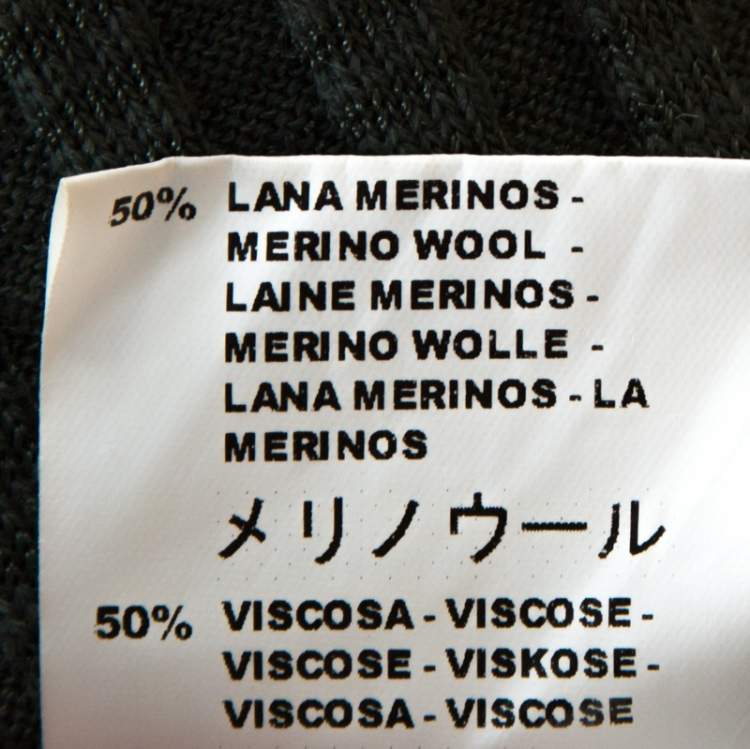 50% LANA MERINOS -
MERINO WOOL -
LAINE MERINOS -
MERINO WOLLE -
LANA MERINOS - LA
MERINOS
メリノウール
50% VISCOSA - VISCOSE -
VISCOSE - VISKOSE -
VISCOSA - VISCOSE